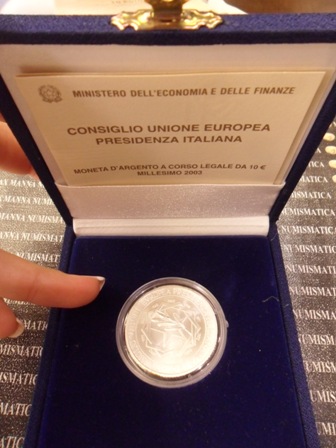 MINISTERO DELL'ECONOMIA E DELLE FINANZE
CONSIGLIO UNIONE EUROPEA
PRESIDENZA ITALIANA
MONETA D'ARGENTO A CORSO LEGALE DA 10 €
MILLESIMO 2003
MANNA NUMISMATICA
NUMISMATICA
NUMISMATICA
NUMISMATICA